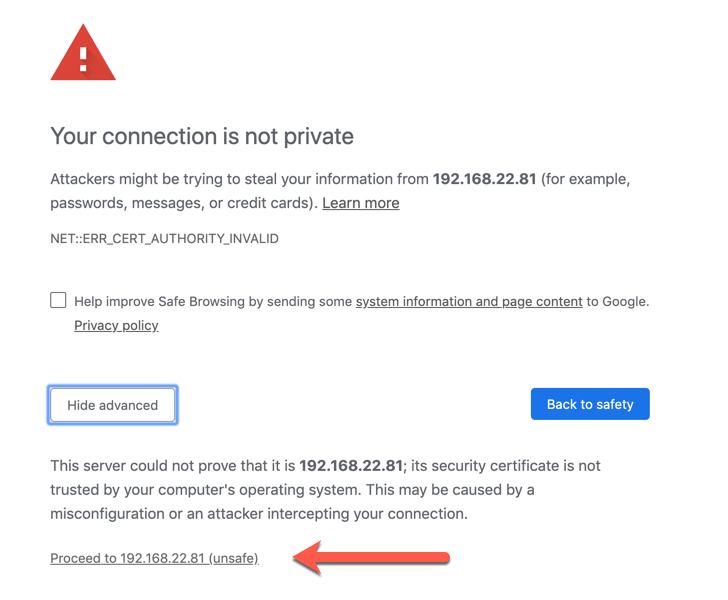 Your connection is not private
Attackers might be trying to steal your information from 192.168.22.81 (for example,
passwords, messages, or credit cards). Learn more
NET::ERR_CERT_AUTHORITY_INVALID
Help improve Safe Browsing by sending some system information and page content to Google.
Privacy policy
Hide advanced
Back to safety
This server could not prove that it is 192.168.22.81; its security certificate is not
trusted by your computer's operating system. This may be caused by a
misconfiguration or an attacker intercepting your connection.
Proceed to 192.168.22.81 (unsafe)